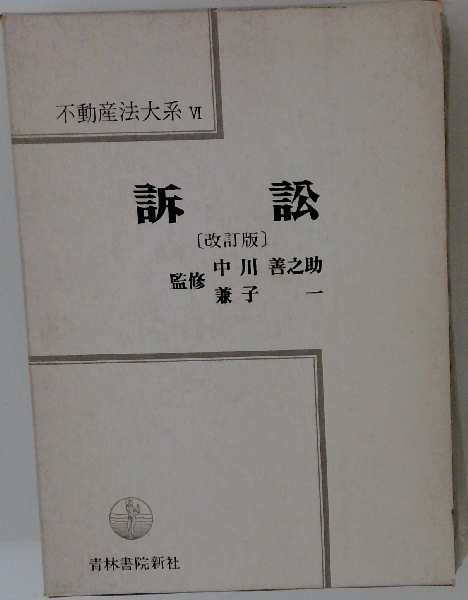 不動産法大系 Ⅵ
訴訟
〔改訂版〕
監修 中川善之助
兼子一
青林書院新社